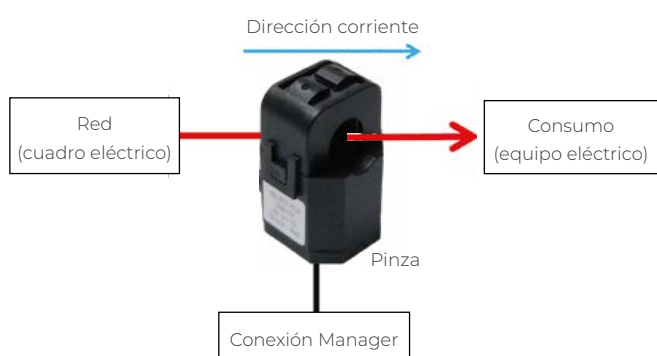 Dirección corriente
Red
(cuadro eléctrico)
Consumo
(equipo eléctrico)
Pinza
Conexión Manager